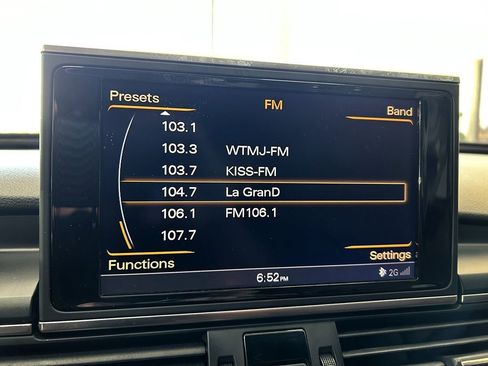 Presets
FM
Band
103.1
103.3 WTMJ-FM
103.7 KISS-FM
104.7 La GranD
106.1 FM106.1
107.7
Functions
Settings
6:52PM
2G